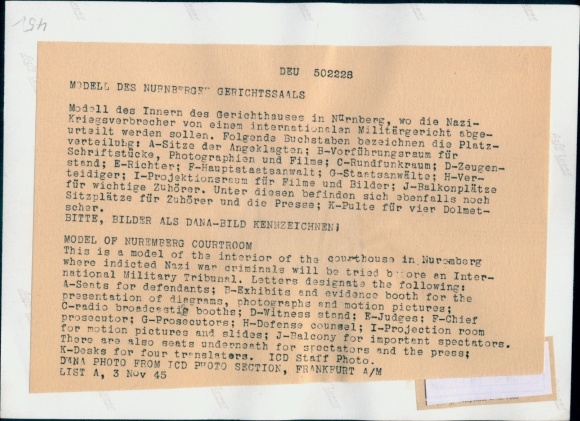 45/
DEU 502228
MODELL DES NURNBERGER GERICHTSSAALS
Modell des Innern des Gerichthauses in Nürnberg, wo die Nazi-
Kriegsverbrecher von einem internationalen Militärgericht abge-
urteilt werden sollen. Folgende Buchstaben bezeichnen die Platz-
verteiluhg: A-Sitze der Angeklagten; B-Vorführungsraum für
Schriftstücke, Photographien und Filme; C-Rundfunkraum; D-Zeugen-
stand; E-Richter; F-Hauptstaatsanwalt; G-Staatsanwälte; H-Ver-
teidiger; I-Projektionsraum für Filme und Bilder; J-Balkonplätze
für wichtige Zuhörer. Unter diesen befinden sich ebenfalls noch
Sitzplätze für Zuhörer und die Presse; K-Pulte für vier Dolmet-
scher.
BITTE, BILDER ALS DANA-BILD KENNZEICHNEN;
MODEL OF NUREMBERG COURTROOM
This is a model of the interior of the courthouse in Nuremberg
where indicted Nazi war criminals will be tried before an Inter-
national Military Tribunal. Letters designate the following:
A-Seats for defendants; B-Exhibits and evidence booth for the
presentation of diagrams, photographs and motion pictures;
C-radio broadcastig booths; D-Witness stand; E-Judges; F-Chief
prosecutor; G-Prosecutors; H-Defense counsel; I-Projection room
for motion pictures and slides; J-Balcony for important spectators.
There are also seats underneath for spectators and the press;
K-Desks for four translaters. ICD Staff Photo.
DANA PHOTO FROM ICD PHOTO SECTION, FRANKFURT A/M
LIST A, 3 Nov 45